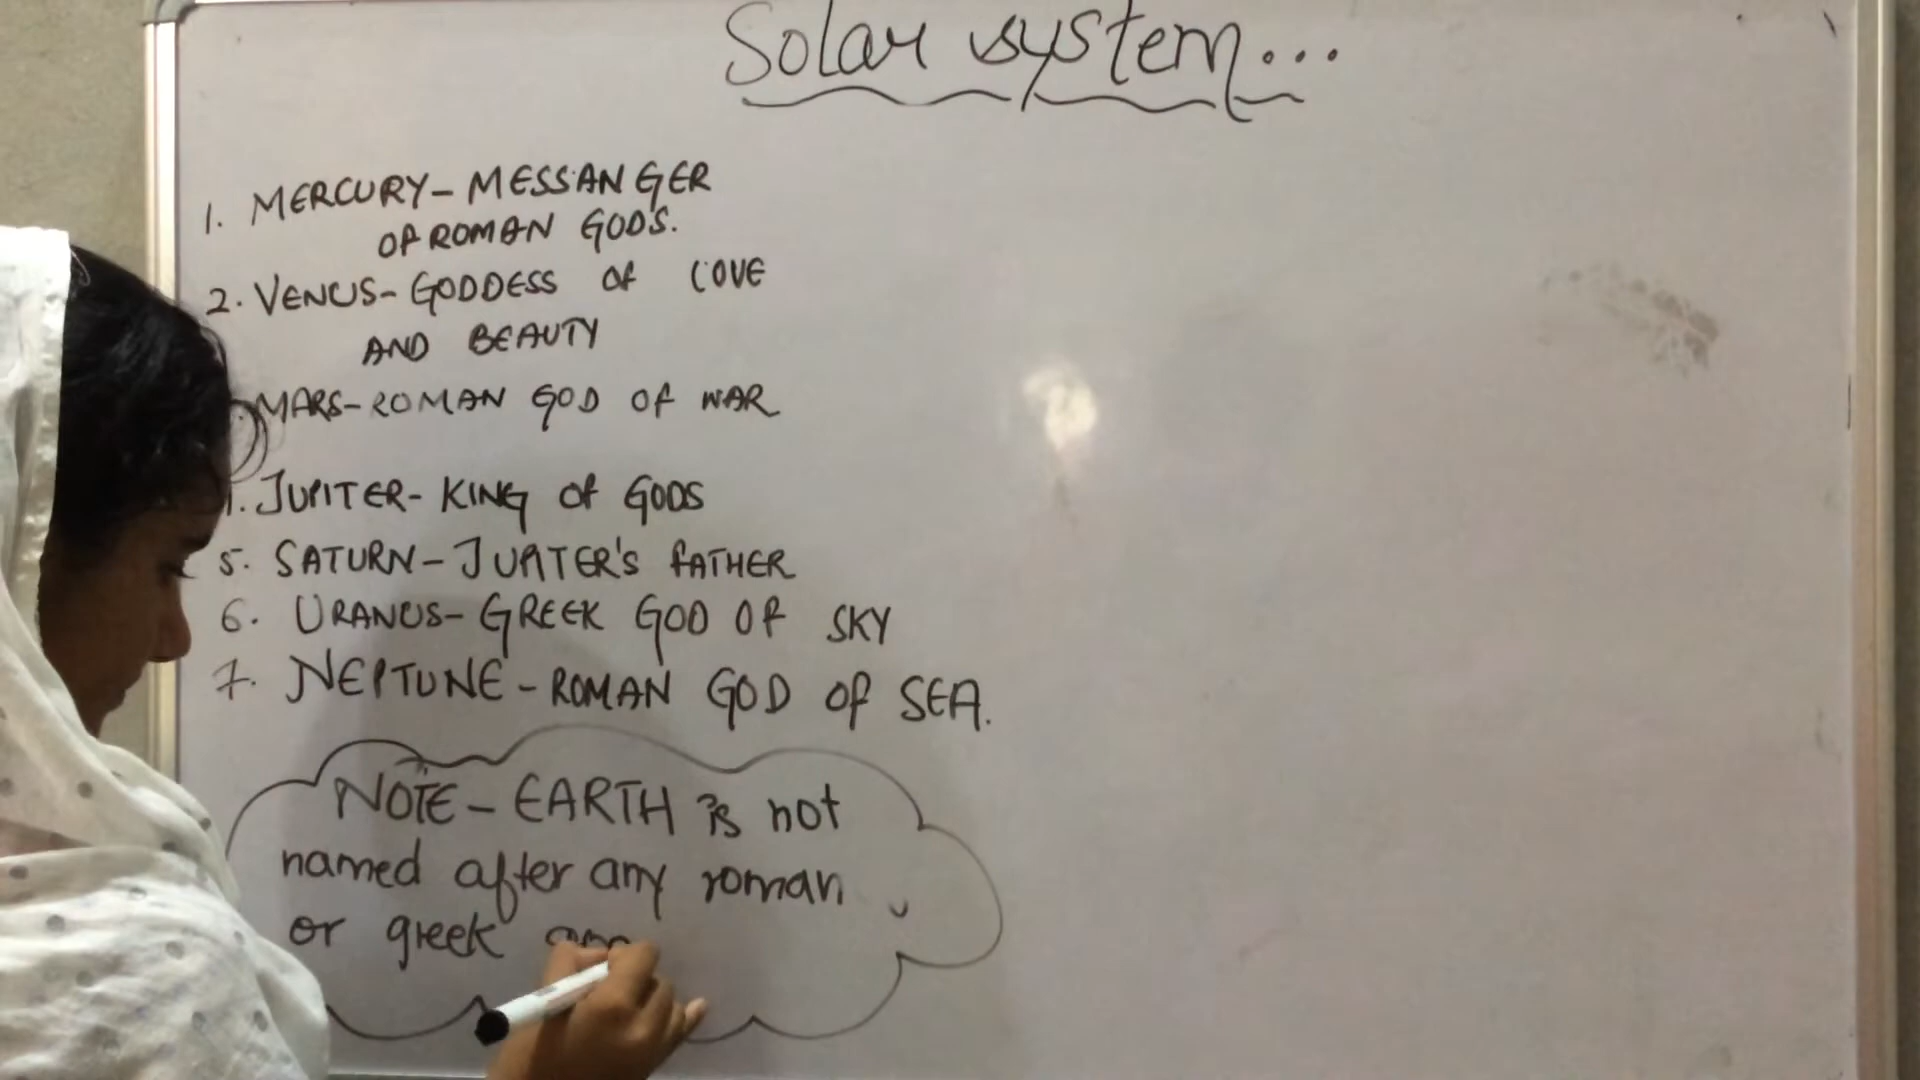 Solar system...
1. MERCURY - MESSANGER
OF ROMAN GODS.
2. VENUS - GODDESS OF LOVE
AND BEAUTY
MARS - ROMAN GOD OF WAR
JUPITER - KING OF GODS
5. SATURN - JUPITER'S FATHER
6. URANUS - GREEK GOD OF SKY
7. NEPTUNE - ROMAN GOD OF SEA.
NOTE - EARTH is not
named after any roman
or greek